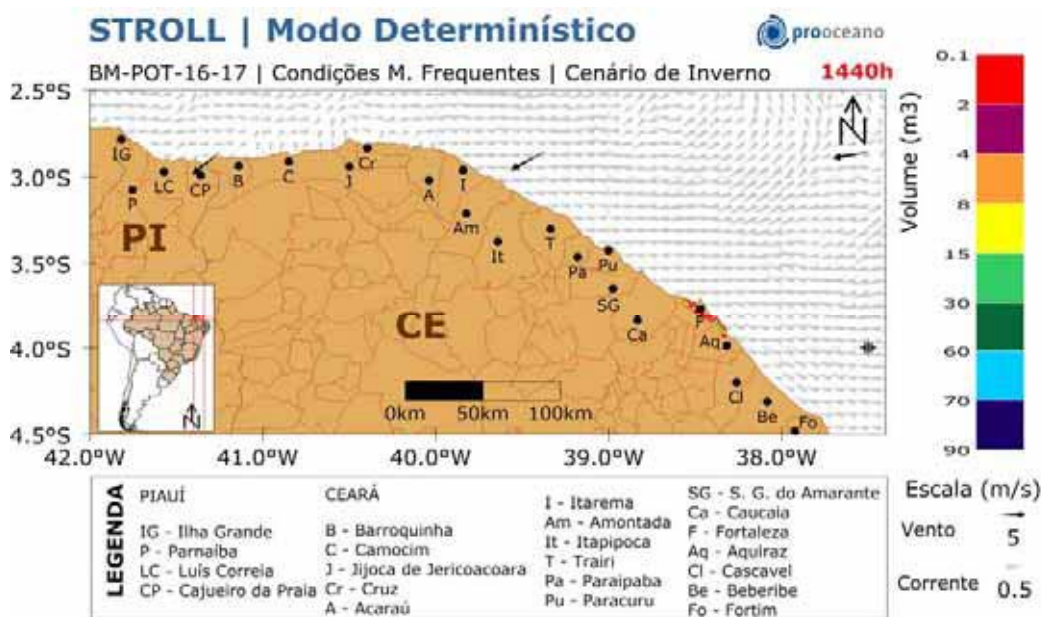 STROLL | Modo Determinístico
prooceano
BM-POT-16-17 | Condições M. Frequentes | Cenário de Inverno 1440h
2.5°S
3.0°S
3.5°S
4.0°S
4.5°S
42.0°W 41.0°W 40.0°W 39.0°W 38.0°W
N
IG
LC
P
CP
B
C
J
Cr
A
I
Am
It
T
Pa
Pu
SG
Ca
F
Aq
Cl
Be
Fo
PI
CE
N
0km 50km 100km
Volume (m3)
0.1
2
4
8
15
30
60
70
90
LEGENDA
PIAUÍ
IG - Ilha Grande
P - Parnaíba
LC - Luís Correia
CP - Cajueiro da Praia
CEARÁ
B - Barroquinha
C - Camocim
J - Jijoca de Jericoacoara
Cr - Cruz
A - Acaraú
I - Itarema
Am - Amontada
It - Itapipoca
T - Trairi
Pa - Paraipaba
Pu - Paracuru
SG - S. G. do Amarante
Ca - Caucaia
F - Fortaleza
Aq - Aquiraz
Cl - Cascavel
Be - Beberibe
Fo - Fortim
Escala (m/s)
Vento 5
Corrente 0.5